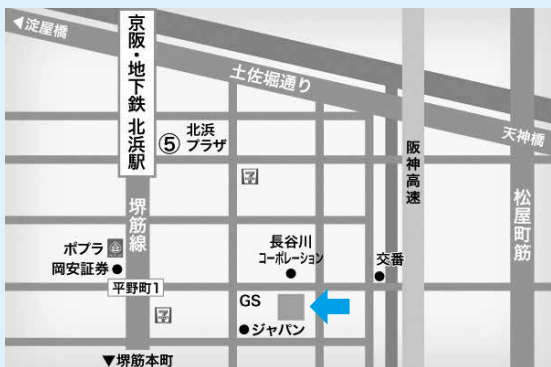 ◀淀屋橋
京阪・地下鉄 北浜駅
土佐堀通り
天神橋
⑤
北浜
プラザ
阪神高速
松屋町筋
堺筋線
ポプラ
岡安証券
平野町1
長谷川
コーポレーション
交番
GS
ジャパン
▼堺筋本町